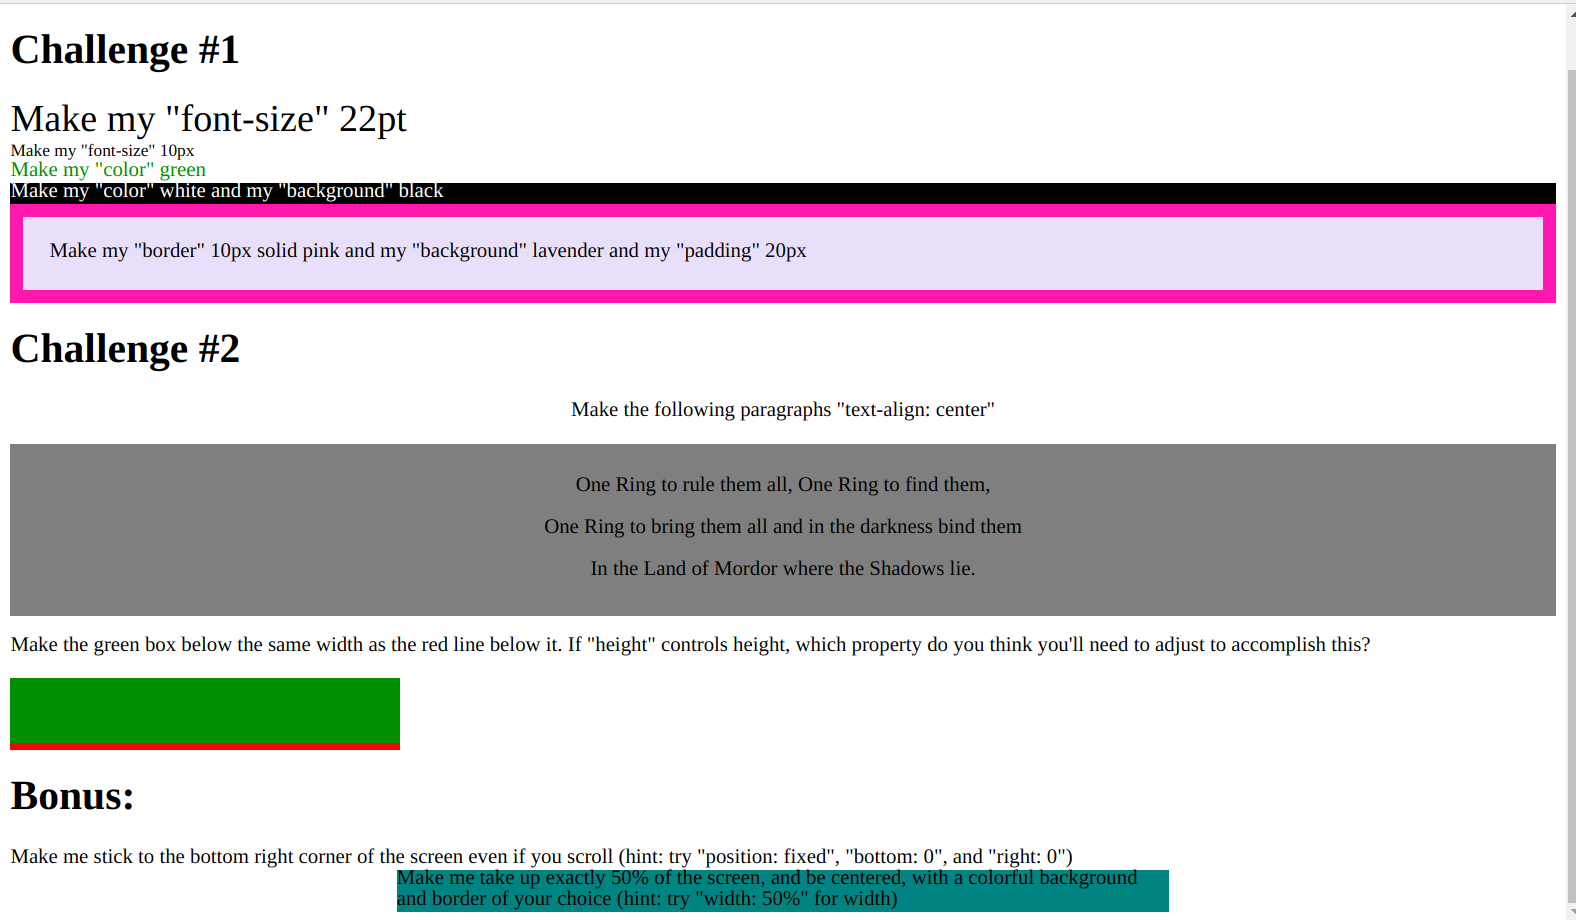 Challenge #1
Make my "font-size" 22pt
Make my "font-size" 10px
Make my "color" green
Make my "color" white and my "background" black
Make my "border" 10px solid pink and my "background" lavender and my "padding" 20px
Challenge #2
Make the following paragraphs "text-align: center"
One Ring to rule them all, One Ring to find them,
One Ring to bring them all and in the darkness bind them
In the Land of Mordor where the Shadows lie.
Make the green box below the same width as the red line below it. If "height" controls height, which property do you think you'll need to adjust to accomplish this?
Bonus:
Make me stick to the bottom right corner of the screen even if you scroll (hint: try "position: fixed", "bottom: 0", and "right: 0")
Make me take up exactly 50% of the screen, and be centered, with a colorful background
and border of your choice (hint: try "width: 50%" for width)